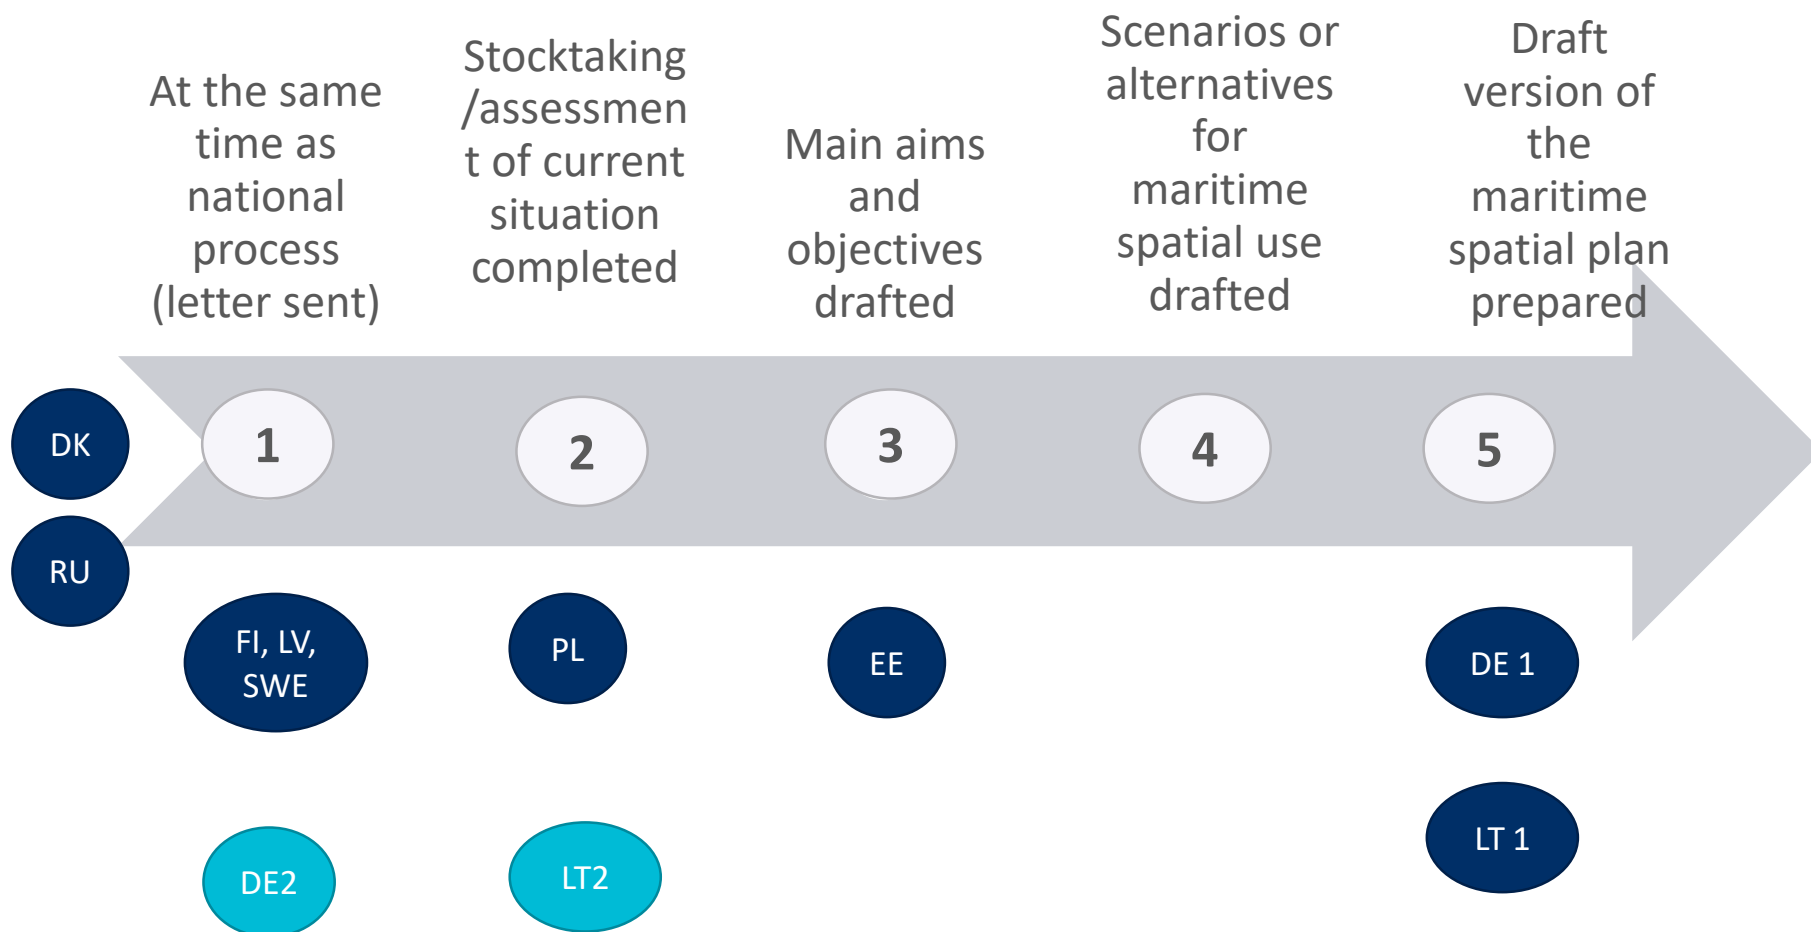 At the same
time as
national
process
(letter sent)
Stocktaking
/assessmen
t of current
situation
completed
Main aims
and
objectives
drafted
Scenarios or
alternatives
for
maritime
spatial use
drafted
Draft
version of
the
maritime
spatial plan
prepared
DK
1
2
3
4
5
RU
FI, LV,
SWE
PL
EE
DE 1
DE2
LT2
LT 1